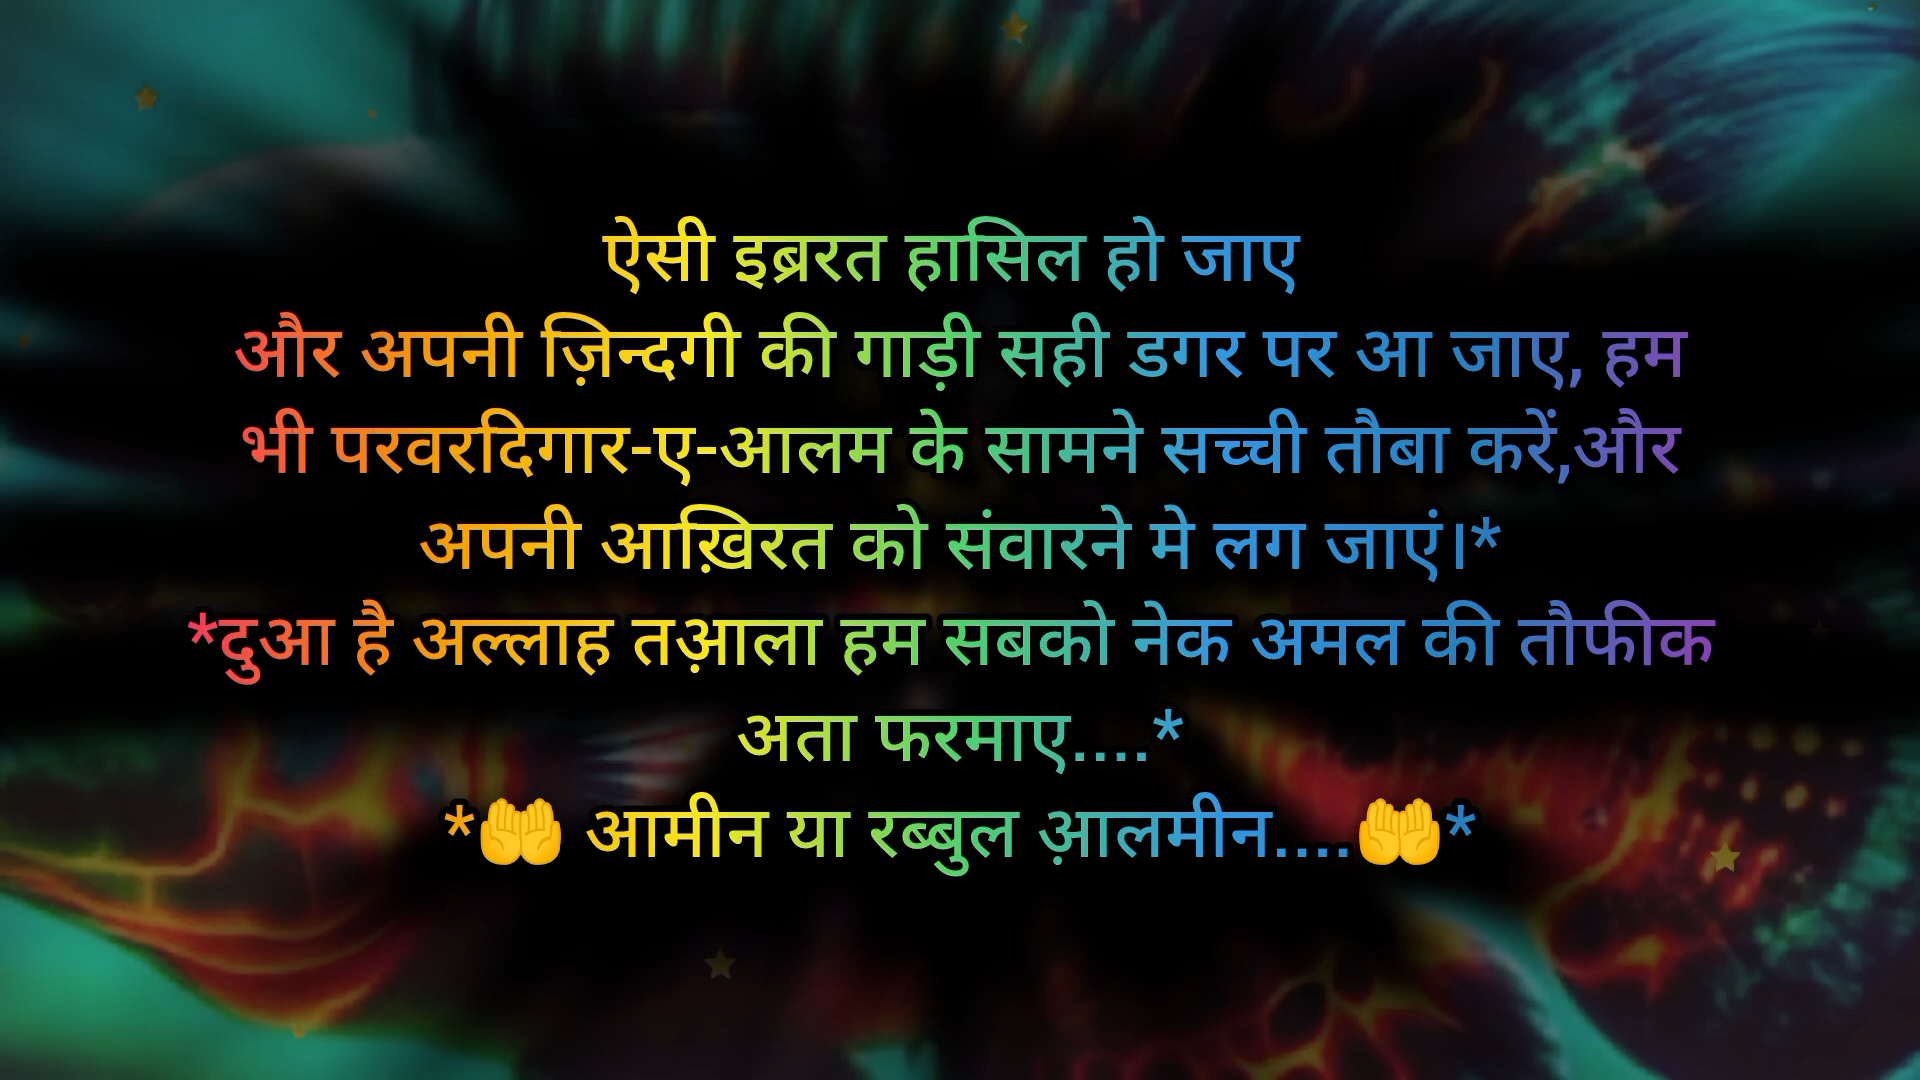 ऐसी इब्ररत हासिल हो जाए
और अपनी ज़िन्दगी की गाड़ी सही डगर पर आ जाए, हम
भी परवरदिगार-ए-आलम के सामने सच्ची तौबा करें,और
अपनी आख़िरत को संवारने मे लग जाएं।*
*दुआ है अल्लाह तआ़ला हम सबको नेक अमल की तौफीक
अता फरमाए....*
*🤲 आमीन या रब्बुल आ़लमीन....🤲*